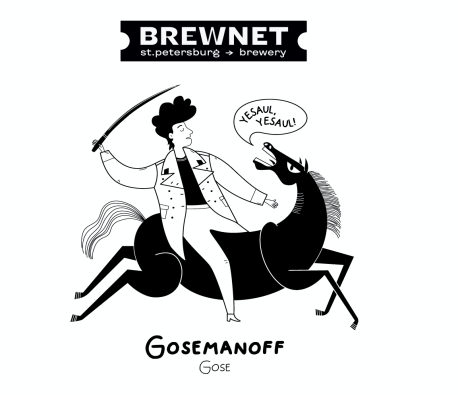 BREWNET
st.petersburg → brewery
YESAUL,
YESAUL!
GOSEMANOFF
GOSE